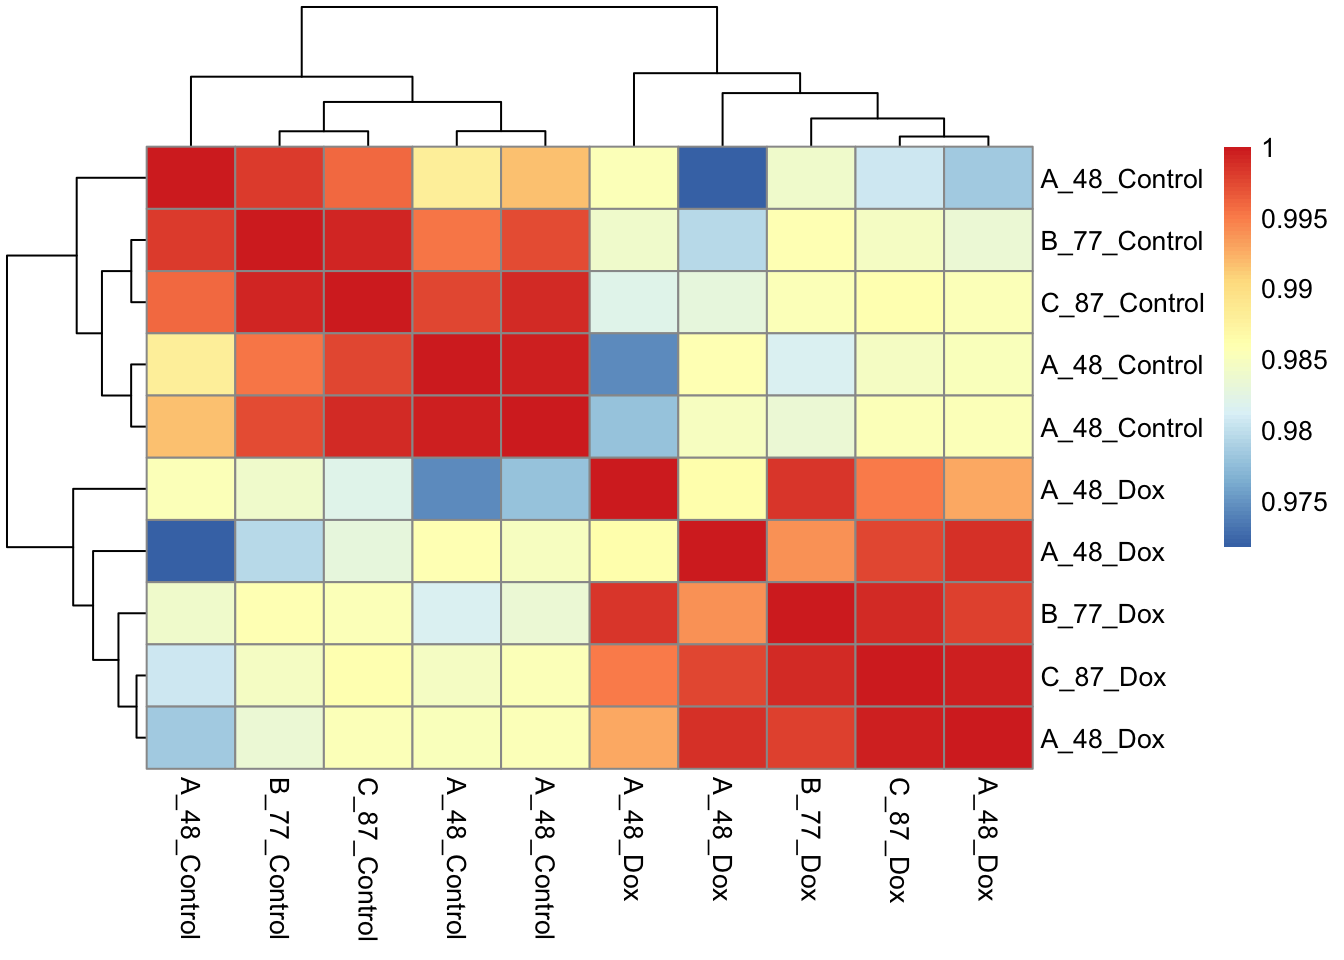 A_48_Control
B_77_Control
C_87_Control
A_48_Control
A_48_Control
A_48_Dox
A_48_Dox
B_77_Dox
C_87_Dox
A_48_Dox
1
0.995
0.99
0.985
0.98
0.975
A_48_Control
B_77_Control
C_87_Control
A_48_Control
A_48_Control
A_48_Dox
A_48_Dox
B_77_Dox
C_87_Dox
A_48_Dox